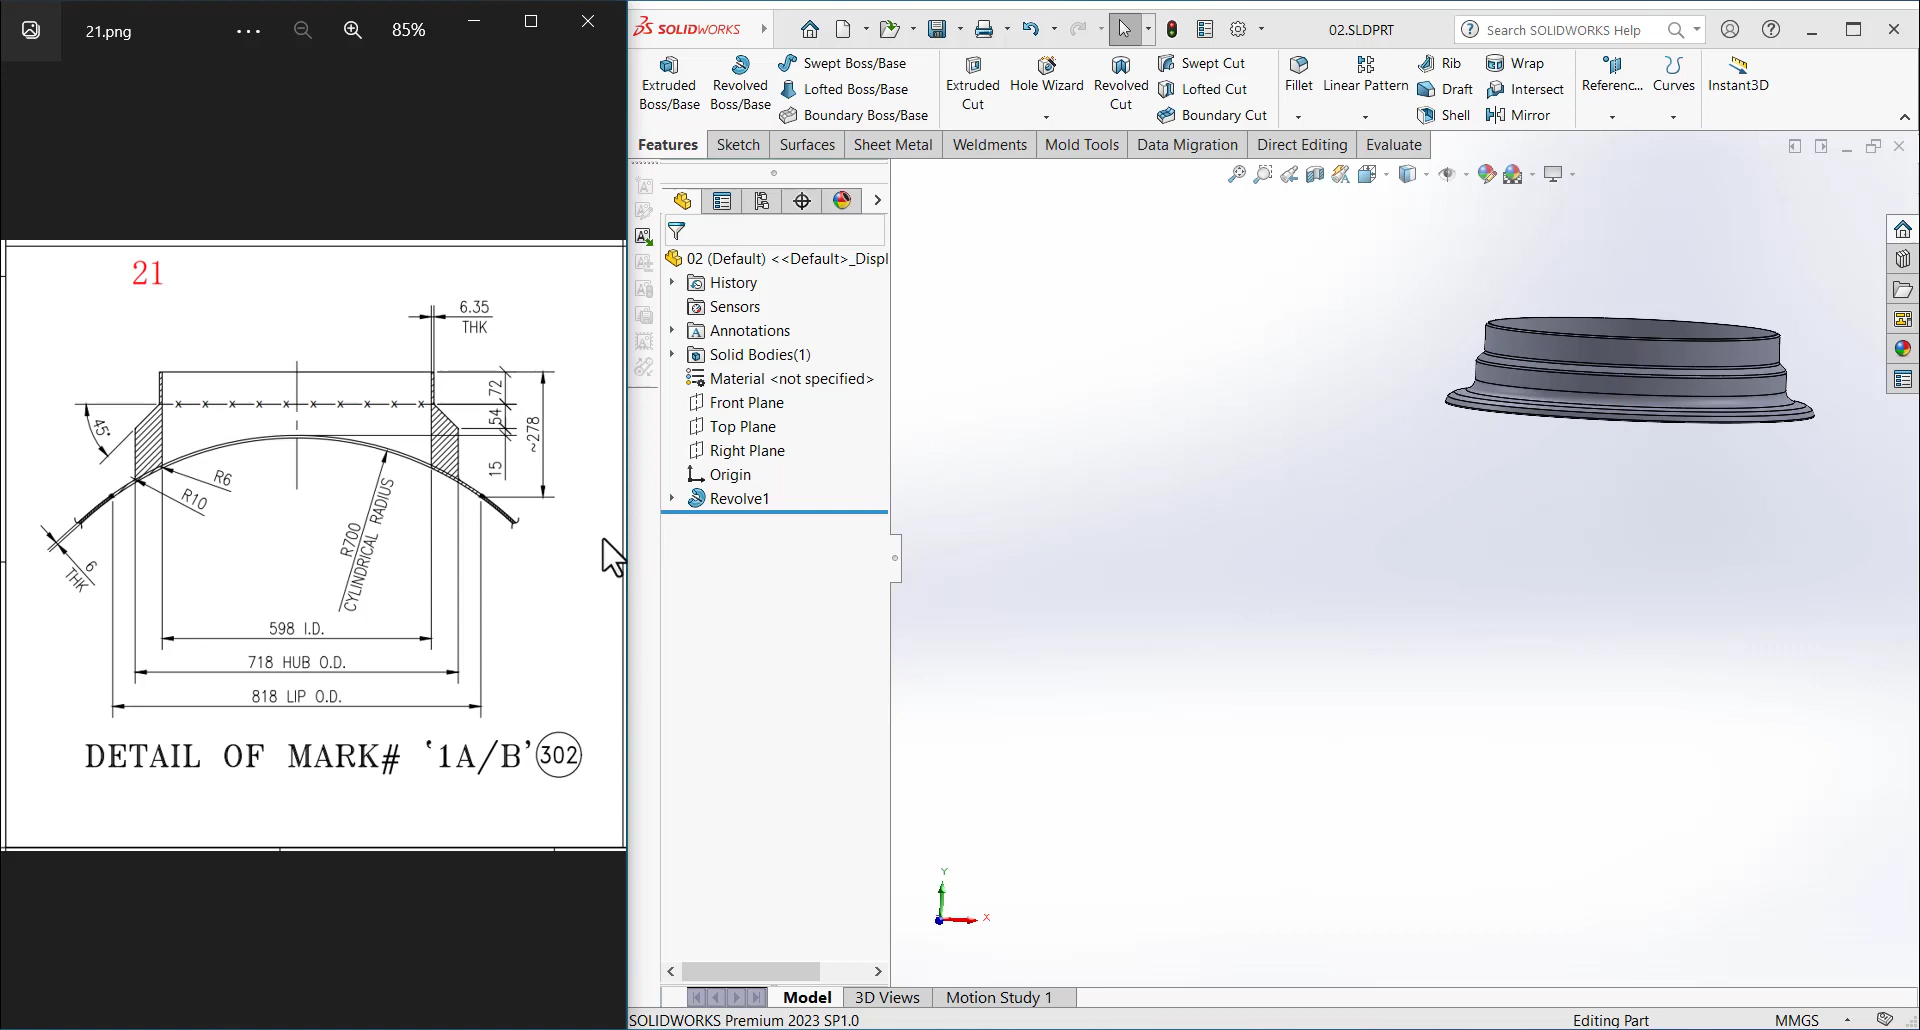 21.png
85%
21
6.35
THK
72
54
~278
15
45°
R6
R10
R700
CYLINDRICAL RADIUS
6
THK
598 I.D.
718 HUB O.D.
818 LIP O.D.
DETAIL OF MARK# ‘1A/B’ 302
SOLIDWORKS
02.SLDPRT
Search SOLIDWORKS Help
Extruded Boss/Base
Revolved Boss/Base
Swept Boss/Base
Lofted Boss/Base
Boundary Boss/Base
Extruded Cut
Hole Wizard
Revolved Cut
Swept Cut
Lofted Cut
Boundary Cut
Fillet
Linear Pattern
Rib
Draft
Shell
Wrap
Intersect
Mirror
Referenc...
Curves
Instant3D
Features
Sketch
Surfaces
Sheet Metal
Weldments
Mold Tools
Data Migration
Direct Editing
Evaluate
02 (Default) <<Default>_Displ
History
Sensors
Annotations
Solid Bodies(1)
Material <not specified>
Front Plane
Top Plane
Right Plane
Origin
Revolve1
Y
X
Model
3D Views
Motion Study 1
SOLIDWORKS Premium 2023 SP1.0
Editing Part
MMGS